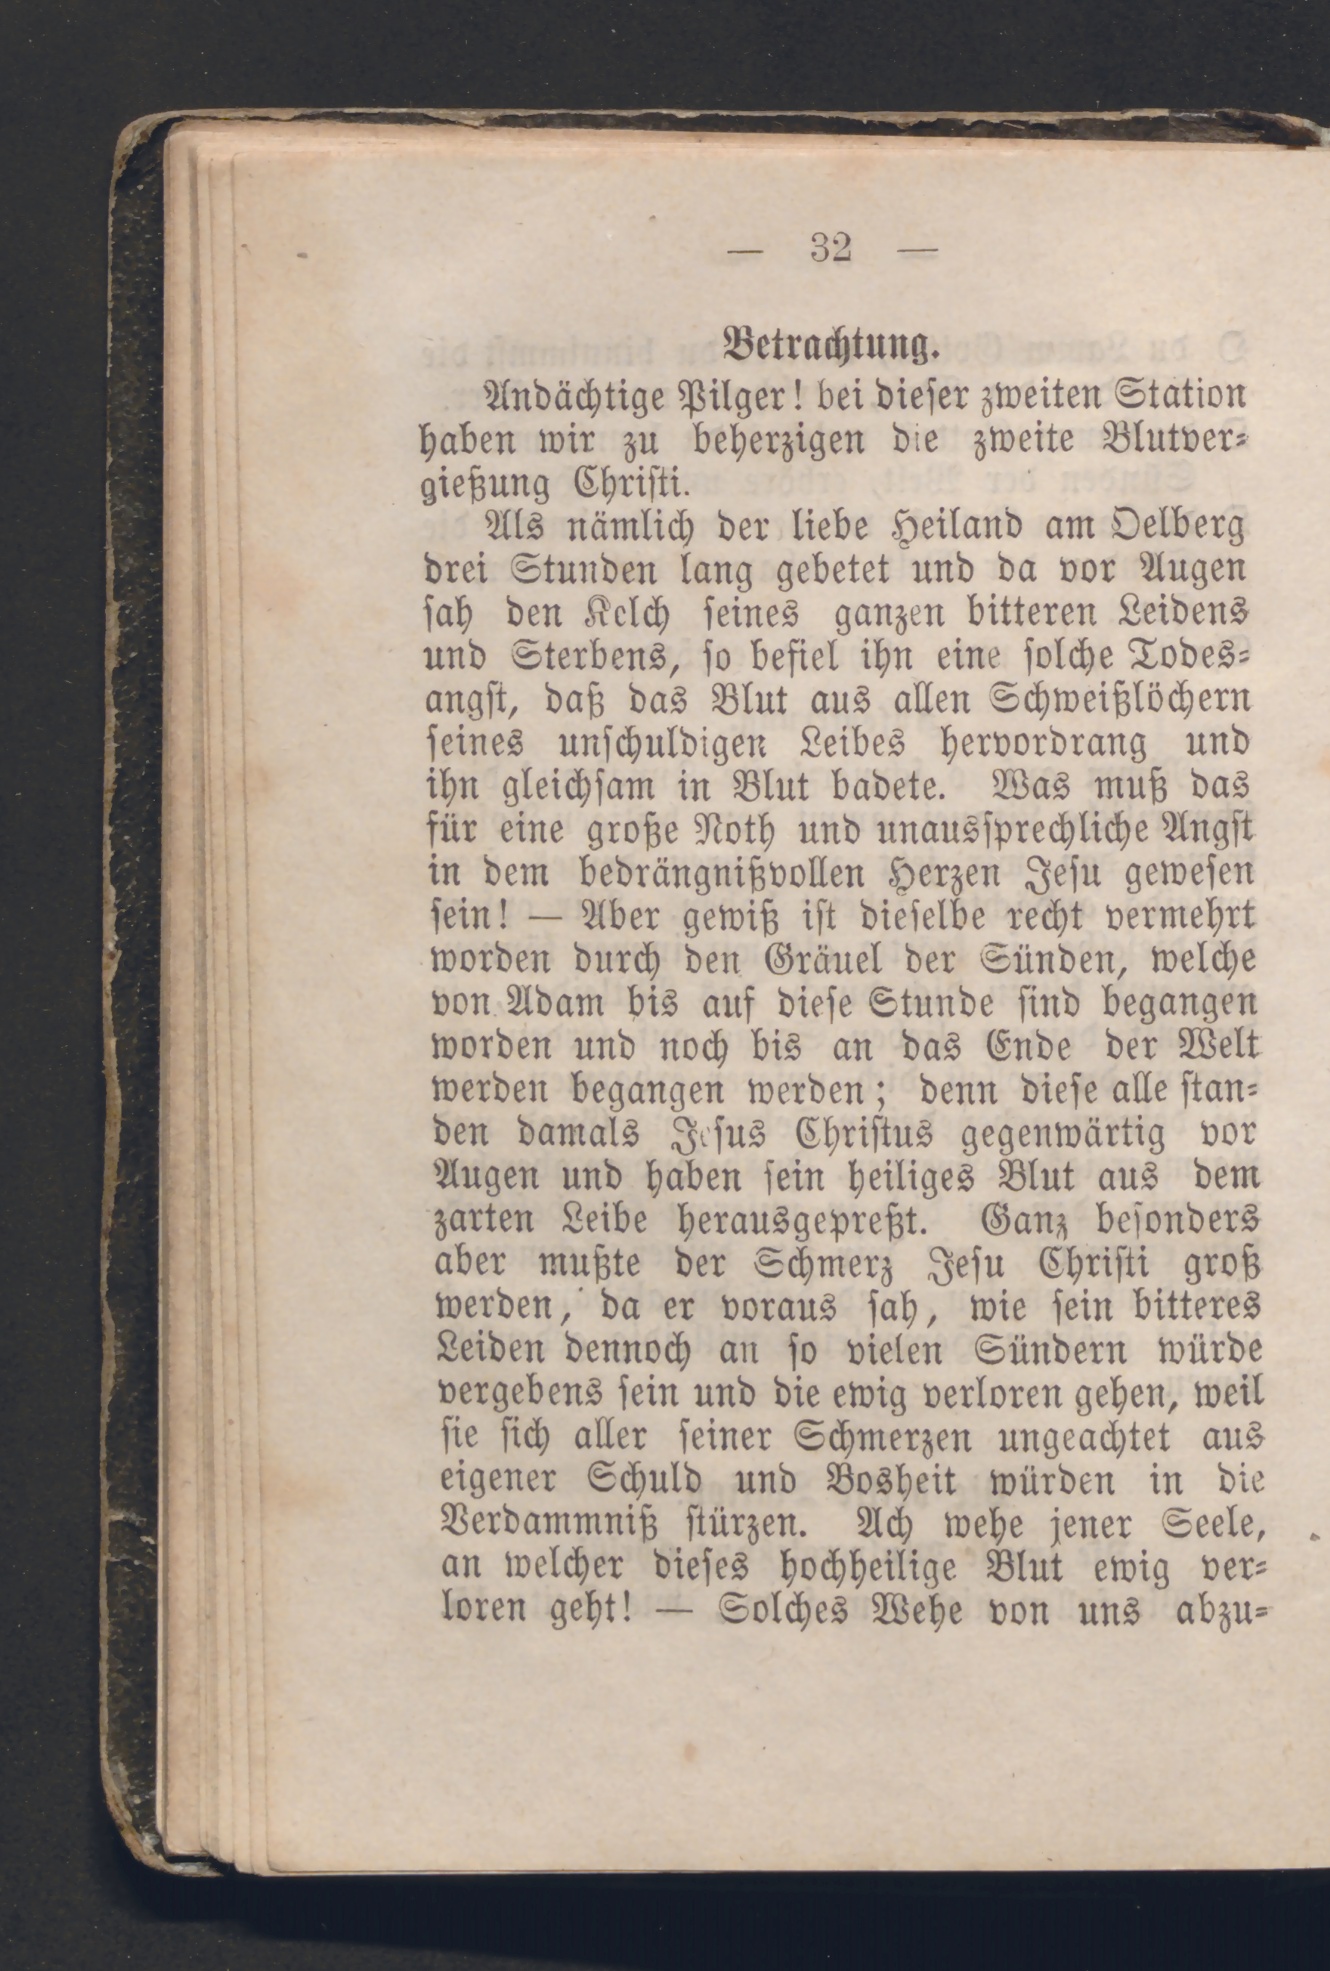 — 32 —
Betrachtung.
Andächtige Pilger! bei dieser zweiten Station
haben wir zu beherzigen die zweite Blutver-
gießung Christi.
Als nämlich der liebe Heiland am Oelberg
drei Stunden lang gebetet und da vor Augen
sah den Kelch seines ganzen bitteren Leidens
und Sterbens, so befiel ihn eine solche Todes-
angst, daß das Blut aus allen Schweißlöchern
seines unschuldigen Leibes hervordrang und
ihn gleichsam in Blut badete. Was muß das
für eine große Noth und unaussprechliche Angst
in dem bedrängnißvollen Herzen Jesu gewesen
sein! — Aber gewiß ist dieselbe recht vermehrt
worden durch den Gräuel der Sünden, welche
von Adam bis auf diese Stunde sind begangen
worden und noch bis an das Ende der Welt
werden begangen werden; denn diese alle stan-
den damals Jesus Christus gegenwärtig vor
Augen und haben sein heiliges Blut aus dem
zarten Leibe herausgepreßt. Ganz besonders
aber mußte der Schmerz Jesu Christi groß
werden, da er voraus sah, wie sein bitteres
Leiden dennoch an so vielen Sündern würde
vergebens sein und die ewig verloren gehen, weil
sie sich aller seiner Schmerzen ungeachtet aus
eigener Schuld und Bosheit würden in die
Verdammniß stürzen. Ach wehe jener Seele,
an welcher dieses hochheilige Blut ewig ver-
loren geht! — Solches Wehe von uns abzu-